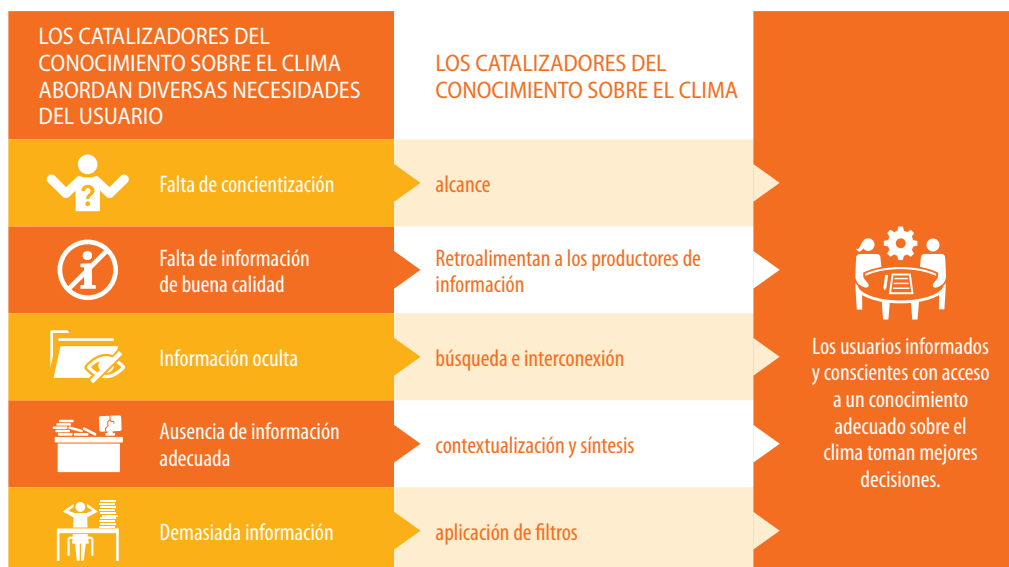 LOS CATALIZADORES DEL
CONOCIMIENTO SOBRE EL CLIMA
ABORDAN DIVERSAS NECESIDADES
DEL USUARIO
LOS CATALIZADORES DEL
CONOCIMIENTO SOBRE EL CLIMA
?
Falta de concientización
alcance
Falta de información
de buena calidad
Retroalimentan a los productores de
información
Información oculta
búsqueda e interconexión
Ausencia de información
adecuada
contextualización y síntesis
Demasiada información
aplicación de filtros
Los usuarios informados
y conscientes con acceso
a un conocimiento
adecuado sobre el
clima toman mejores
decisiones.